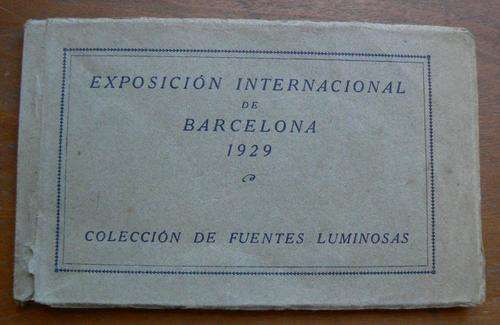 EXPOSICIÓN INTERNACIONAL
DE
BARCELONA
1929
COLECCIÓN DE FUENTES LUMINOSAS